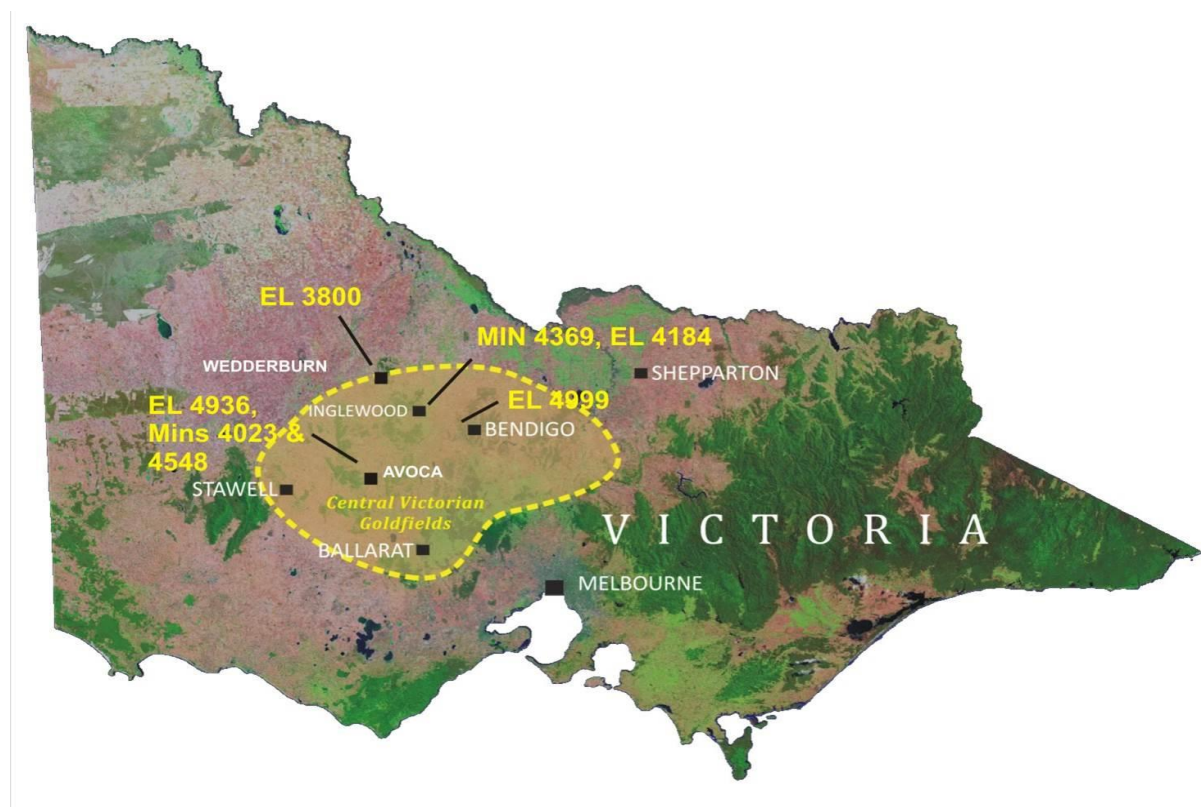 EL 3800
MIN 4369, EL 4184
WEDDERBURN
SHEPPARTON
EL 4936,
Mins 4023 &
4548
INGLEWOOD
EL 4999
BENDIGO
AVOCA
STAWELL
Central Victorian
Goldfields
VICTORIA
BALLARAT
MELBOURNE